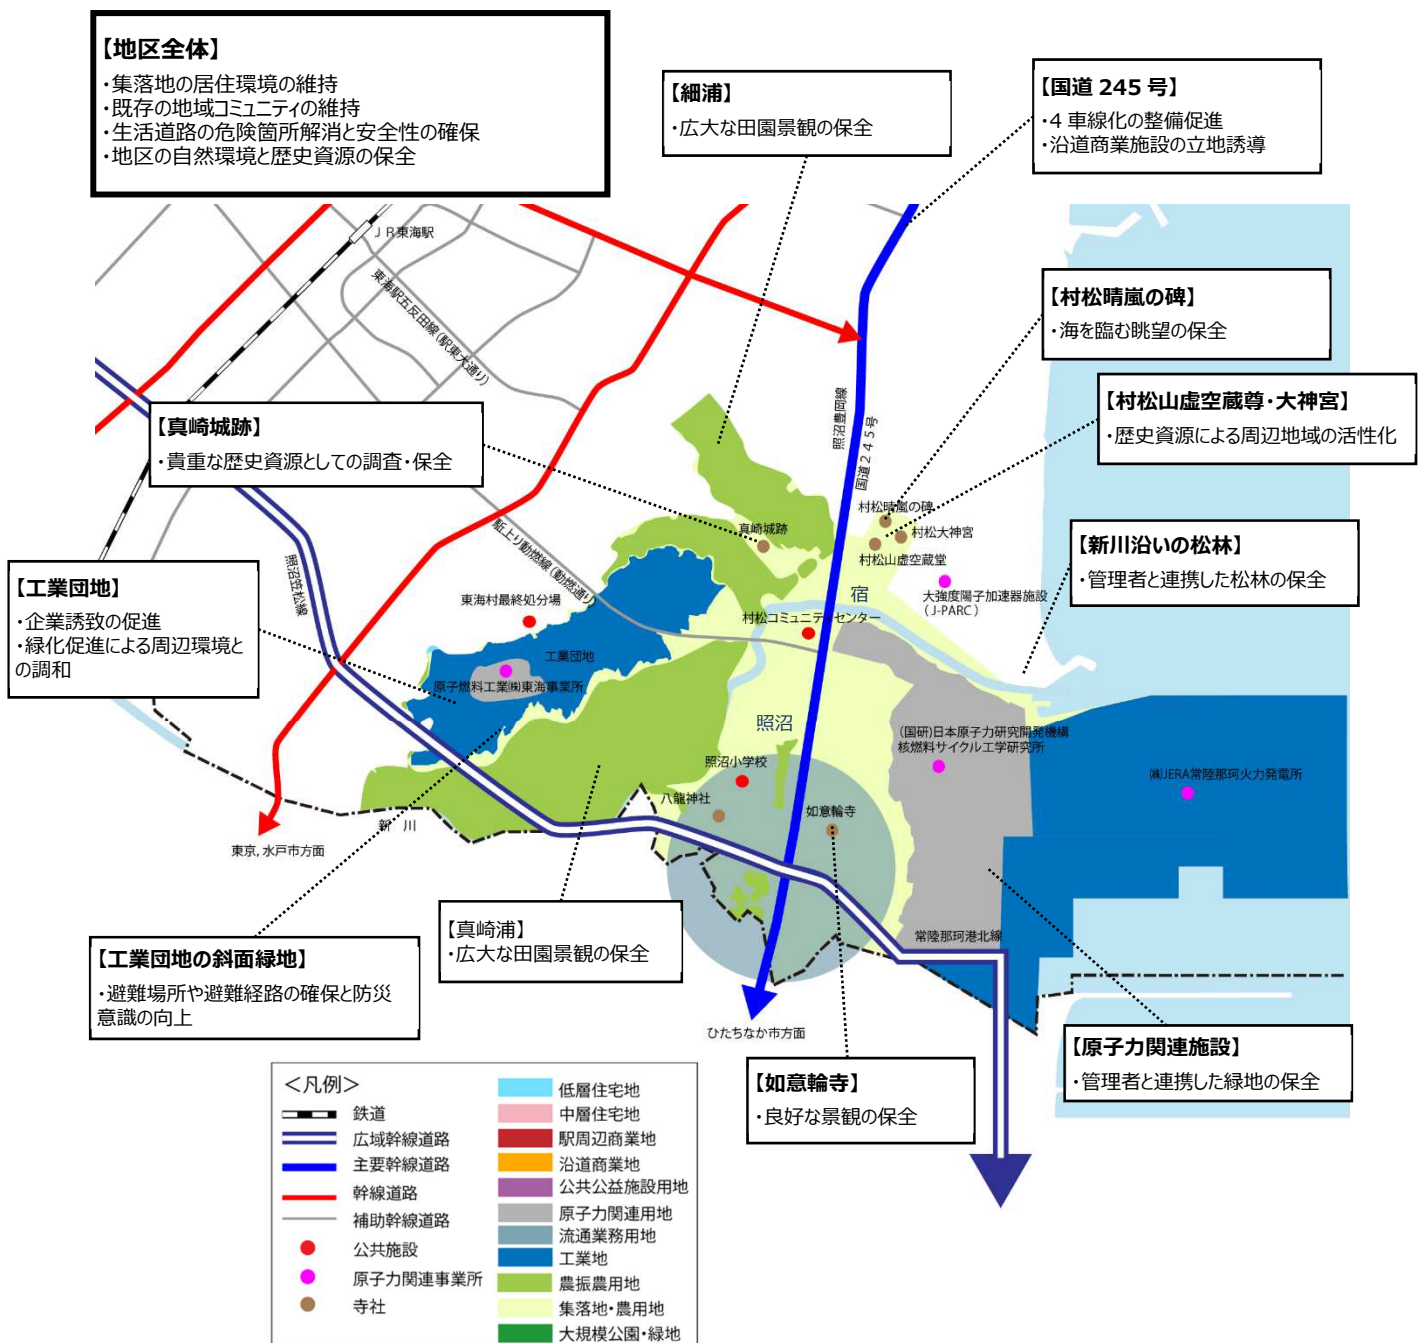 【地区全体】
・集落地の居住環境の維持
・既存の地域コミュニティの維持
・生活道路の危険箇所解消と安全性の確保
・地区の自然環境と歴史資源の保全
【細浦】
・広大な田園景観の保全
【国道 245 号】
・4 車線化の整備促進
・沿道商業施設の立地誘導
ＪＲ東海駅
東海駅五反田線(駅東大通り)
【村松晴嵐の碑】
・海を臨む眺望の保全
【村松山虚空蔵尊・大神宮】
・歴史資源による周辺地域の活性化
照沼豊岡線
国道２４５号
【真崎城跡】
・貴重な歴史資源としての調査・保全
村松晴嵐の碑
村松大神宮
村松山虚空蔵堂
真崎城跡
【新川沿いの松林】
・管理者と連携した松林の保全
動燃線(動燃通り)
照沼笠松線
【工業団地】
・企業誘致の促進
・緑化促進による周辺環境と
の調和
東海村最終処分場
宿
村松コミュニティセンター
大強度陽子加速器施設
(J-PARC)
工業団地
原子燃料工業㈱東海事業所
照沼
(国研)日本原子力研究開発機構
核燃料サイクル工学研究所
㈱JERA常陸那珂火力発電所
照沼小学校
八龍神社
如意輪寺
新 川
東京，水戸市方面
【真崎浦】
・広大な田園景観の保全
常陸那珂港北線
【工業団地の斜面緑地】
・避難場所や避難経路の確保と防災
意識の向上
ひたちなか市方面
【原子力関連施設】
・管理者と連携した緑地の保全
【如意輪寺】
・良好な景観の保全
＜凡例＞
鉄道
広域幹線道路
主要幹線道路
幹線道路
補助幹線道路
公共施設
原子力関連事業所
寺社
低層住宅地
中層住宅地
駅周辺商業地
沿道商業地
公共公益施設用地
原子力関連用地
流通業務用地
工業地
農振農用地
集落地・農用地
大規模公園・緑地